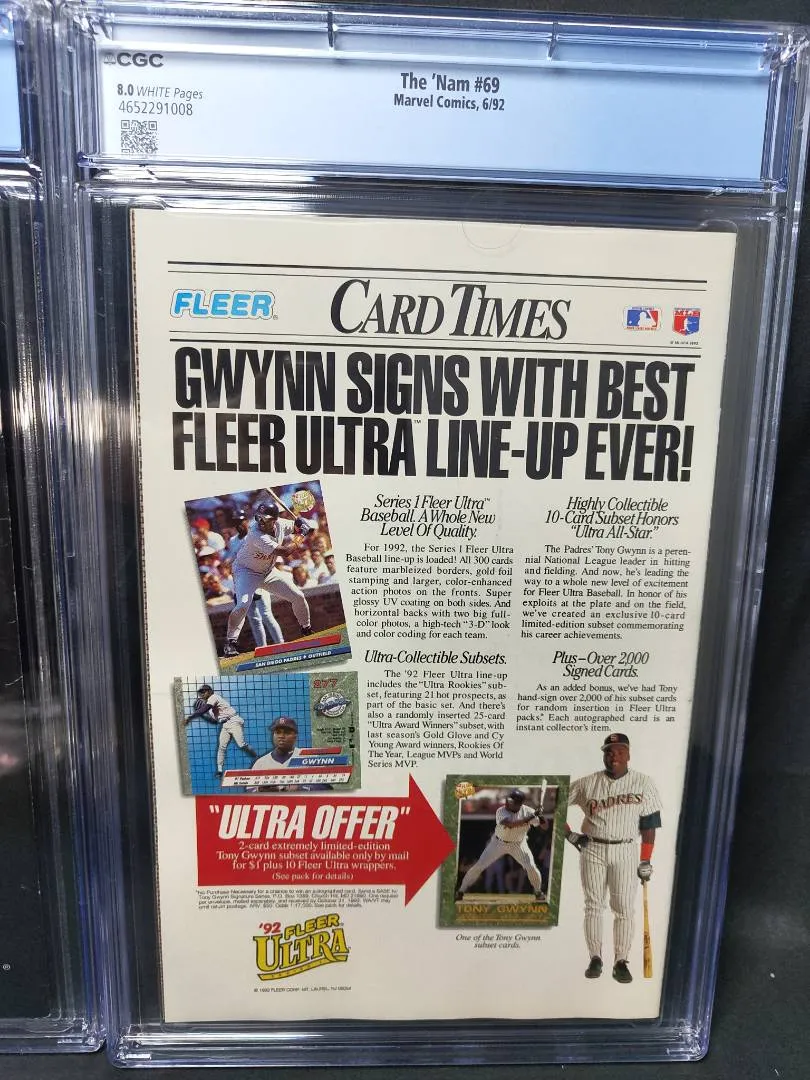 CGC
8.0 WHITE Pages
4652291008
The 'Nam #69
Marvel Comics, 6/92
FLEER®
CARD TIMES
GWYNN SIGNS WITH BEST
FLEER ULTRA™ LINE-UP EVER!
Series 1 Fleer Ultra™
Baseball. A Whole New
Level Of Quality.
For 1992, the Series 1 Fleer Ultra
Baseball line-up is loaded! All 300 cards
feature marbleized borders, gold foil
stamping and larger, color-enhanced
action photos on the fronts. Super
glossy UV coating on both sides. And
horizontal backs with two big full-
color photos, a high-tech "3-D" look
and color coding for each team.
Ultra-Collectible Subsets.
The '92 Fleer Ultra line-up
includes the "Ultra Rookies" sub-
set, featuring 21 hot prospects, as
part of the basic set. And there's
also a randomly inserted 25-card
"Ultra Award Winners" subset, with
last season's Gold Glove and Cy
Young Award winners, Rookies Of
The Year, League MVPs and World
Series MVP.
Highly Collectible
10-Card Subset Honors
"Ultra All-Star."
The Padres' Tony Gwynn is a peren-
nial National League leader in hitting
and fielding. And now, he's leading the
way to a whole new level of excitement
for Fleer Ultra Baseball. In honor of his
exploits at the plate and on the field,
we've created an exclusive 10-card
limited-edition subset commemorating
his career achievements.
Plus–Over 2,000
Signed Cards.
As an added bonus, we've had Tony
hand-sign over 2,000 of his subset cards
for random insertion in Fleer Ultra
packs.* Each autographed card is an
instant collector's item.
SAN DIEGO PADRES • OUTFIELD
277
GWYNN
"ULTRA OFFER"
2-card extremely limited-edition
Tony Gwynn subset available only by mail
for $1 plus 10 Fleer Ultra wrappers.
(See pack for details)
TONY GWYNN
One of the Tony Gwynn
subset cards.
PADRES
'92 FLEER
ULTRA
© 1992 FLEER CORP. MT. LAUREL, NJ 08054
®